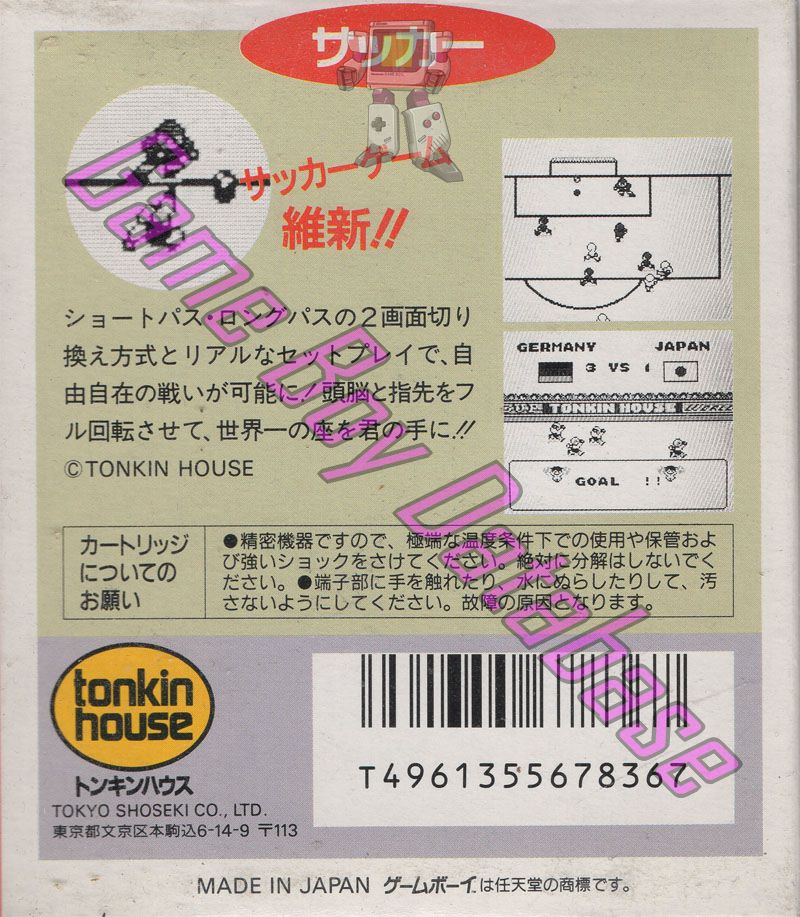 サッカー
サッカーゲーム
維新!!
ショートパス・ロングパスの2画面切り
換え方式とリアルなセットプレイで、自
由自在の戦いが可能に!頭脳と指先をフ
ル回転させて、世界一の座を君の手に!!
©TONKIN HOUSE
GERMANY JAPAN
3 VS 1
TONKIN HOUSE
GOAL !!
カートリッジ
についての
お願い
●精密機器ですので、極端な温度条件下での使用や保管およ
び強いショックをさけてください。絶対に分解はしないでく
ださい。●端子部に手を触れたり、水にぬらしたりして、汚
さないようにしてください。故障の原因となります。
tonkin
house
トンキンハウス
TOKYO SHOSEKI CO., LTD.
東京都文京区本駒込6-14-9 〒113
T4961355678367
MADE IN JAPAN ゲームボーイは任天堂の商標です。
Game Boy Database